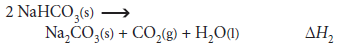 2 NaHCO₃(s) ⟶
Na₂CO₃(s) + CO₂(g) + H₂O(l) ΔH₂